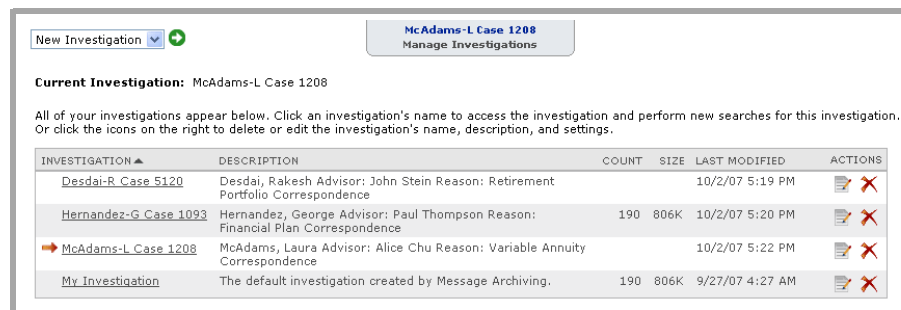 New Investigation
McAdams-L Case 1208
Manage Investigations
Current Investigation: McAdams-L Case 1208
All of your investigations appear below. Click an investigation's name to access the investigation and perform new searches for this investigation.
Or click the icons on the right to delete or edit the investigation's name, description, and settings.
INVESTIGATION DESCRIPTION COUNT SIZE LAST MODIFIED ACTIONS
Desdai-R Case 5120 Desdai, Rakesh Advisor: John Stein Reason: Retirement 10/2/07 5:19 PM
Portfolio Correspondence
Hernandez-G Case 1093 Hernandez, George Advisor: Paul Thompson Reason: 190 806K 10/2/07 5:20 PM
Financial Plan Correspondence
McAdams-L Case 1208 McAdams, Laura Advisor: Alice Chu Reason: Variable Annuity 10/2/07 5:22 PM
Correspondence
My Investigation The default investigation created by Message Archiving. 190 806K 9/27/07 4:27 AM